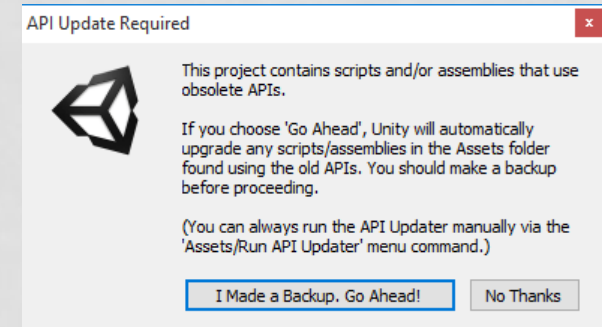 API Update Required
x
This project contains scripts and/or assemblies that use
obsolete APIs.
If you choose 'Go Ahead', Unity will automatically
upgrade any scripts/assemblies in the Assets folder
found using the old APIs. You should make a backup
before proceeding.
(You can always run the API Updater manually via the
'Assets/Run API Updater' menu command.)
I Made a Backup. Go Ahead!
No Thanks